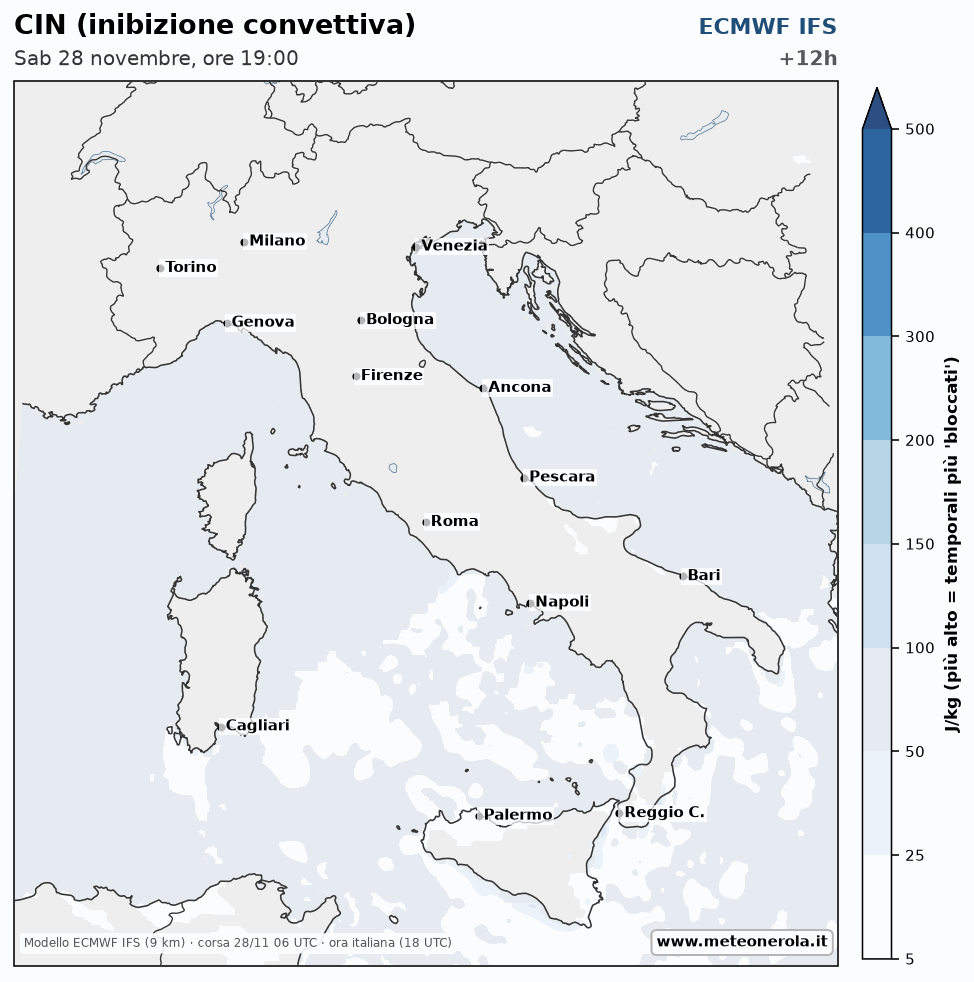 CIN (inibizione convettiva)
ECMWF IFS
Sab 28 novembre, ore 19:00
+12h
Milano
Venezia
Torino
Genova
Bologna
Firenze
Ancona
Pescara
Roma
Bari
Napoli
Cagliari
Palermo
Reggio C.
Modello ECMWF IFS (9 km) · corsa 28/11 06 UTC · ora italiana (18 UTC)
www.meteonerola.it
500
400
300
200
150
100
50
25
5
J/kg (più alto = temporali più 'bloccati')